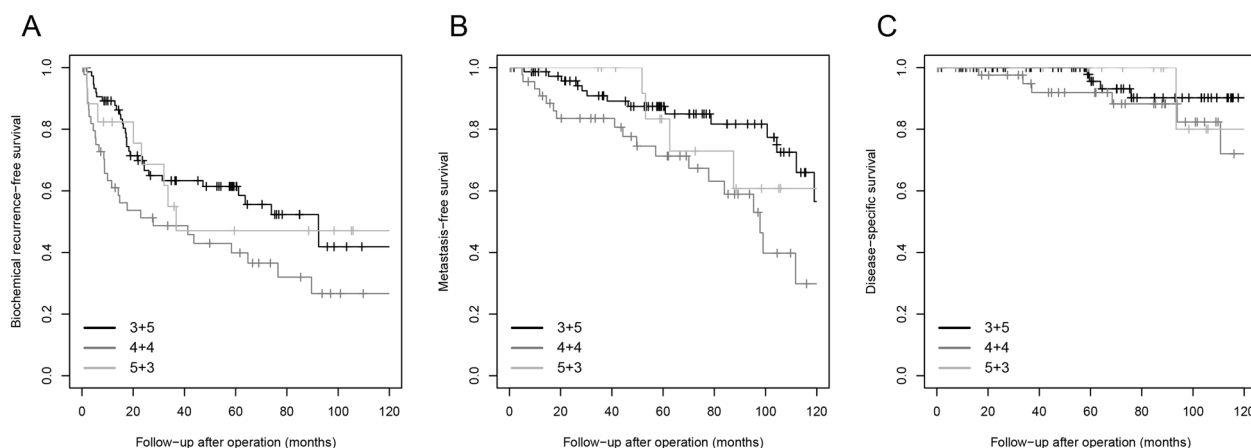 A
Biochemical recurrence-free survival
1.0
0.8
0.6
0.4
0.2
0.0
3+5
4+4
5+3
0 20 40 60 80 100 120
Follow-up after operation (months)
B
Metastasis-free survival
1.0
0.8
0.6
0.4
0.2
0.0
3+5
4+4
5+3
0 20 40 60 80 100 120
Follow-up after operation (months)
C
Disease-specific survival
1.0
0.8
0.6
0.4
0.2
0.0
3+5
4+4
5+3
0 20 40 60 80 100 120
Follow-up after operation (months)